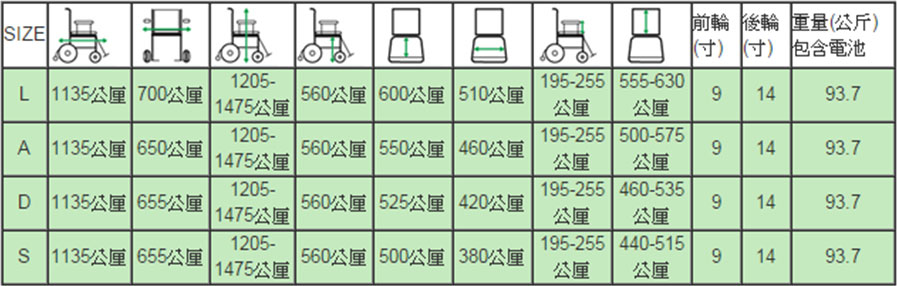 SIZE 前輪(寸) 後輪(寸) 重量(公斤)包含電池
L 1135公厘 700公厘 1205-1475公厘 560公厘 600公厘 510公厘 195-255公厘 555-630公厘 9 14 93.7
A 1135公厘 650公厘 1205-1475公厘 560公厘 550公厘 460公厘 195-255公厘 500-575公厘 9 14 93.7
D 1135公厘 655公厘 1205-1475公厘 560公厘 525公厘 420公厘 195-255公厘 460-535公厘 9 14 93.7
S 1135公厘 655公厘 1205-1475公厘 560公厘 500公厘 380公厘 195-255公厘 440-515公厘 9 14 93.7